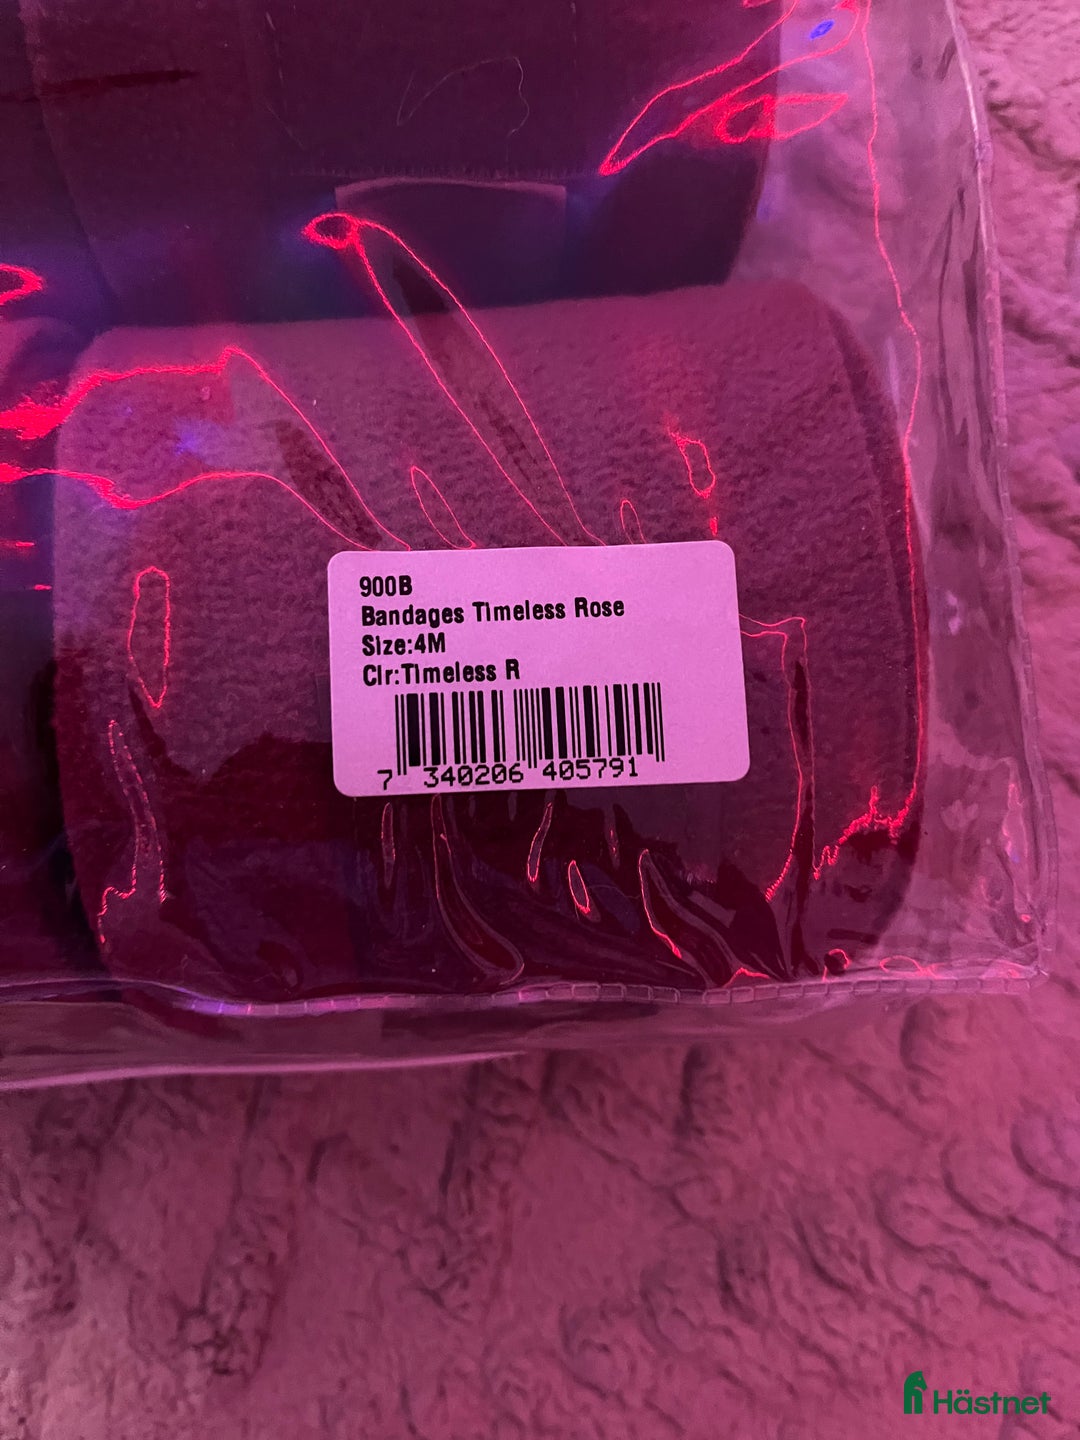 900B
Bandages Timeless Rose
Size:4M
Clr:Timeless R
7 340206 405791
Hästnet